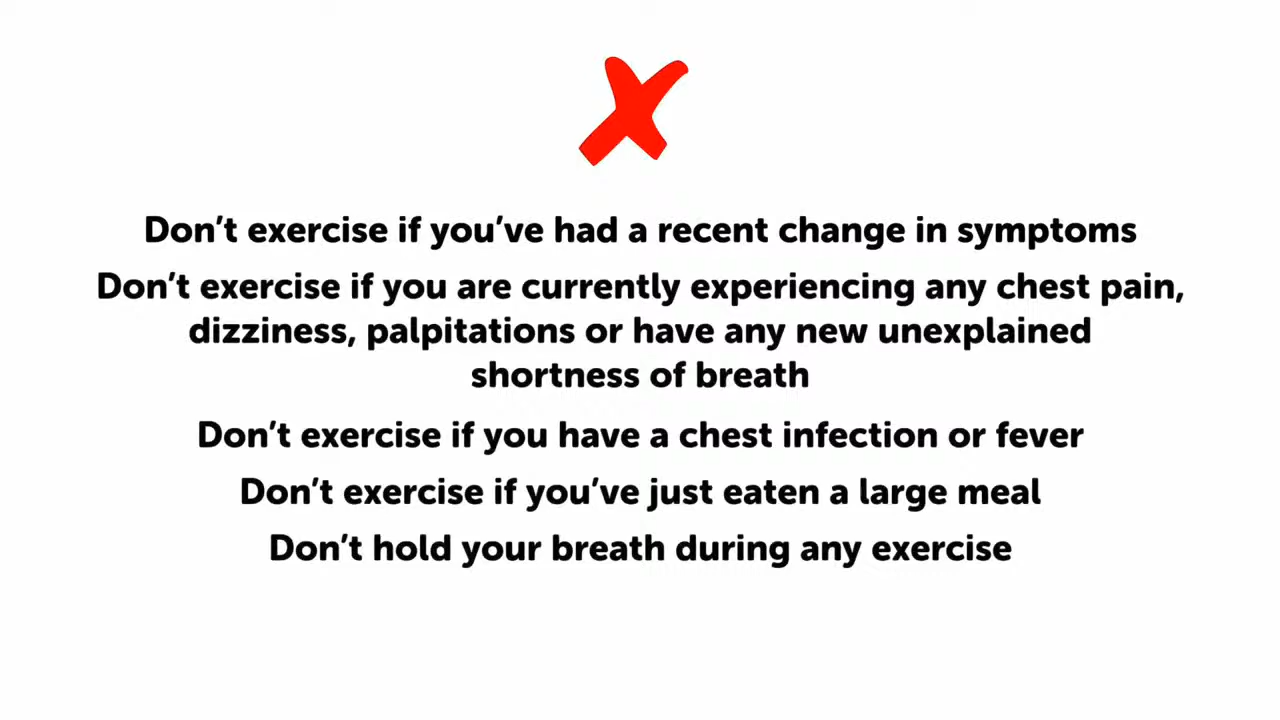 Don’t exercise if you’ve had a recent change in symptoms
Don’t exercise if you are currently experiencing any chest pain,
dizziness, palpitations or have any new unexplained
shortness of breath
Don’t exercise if you have a chest infection or fever
Don’t exercise if you’ve just eaten a large meal
Don’t hold your breath during any exercise